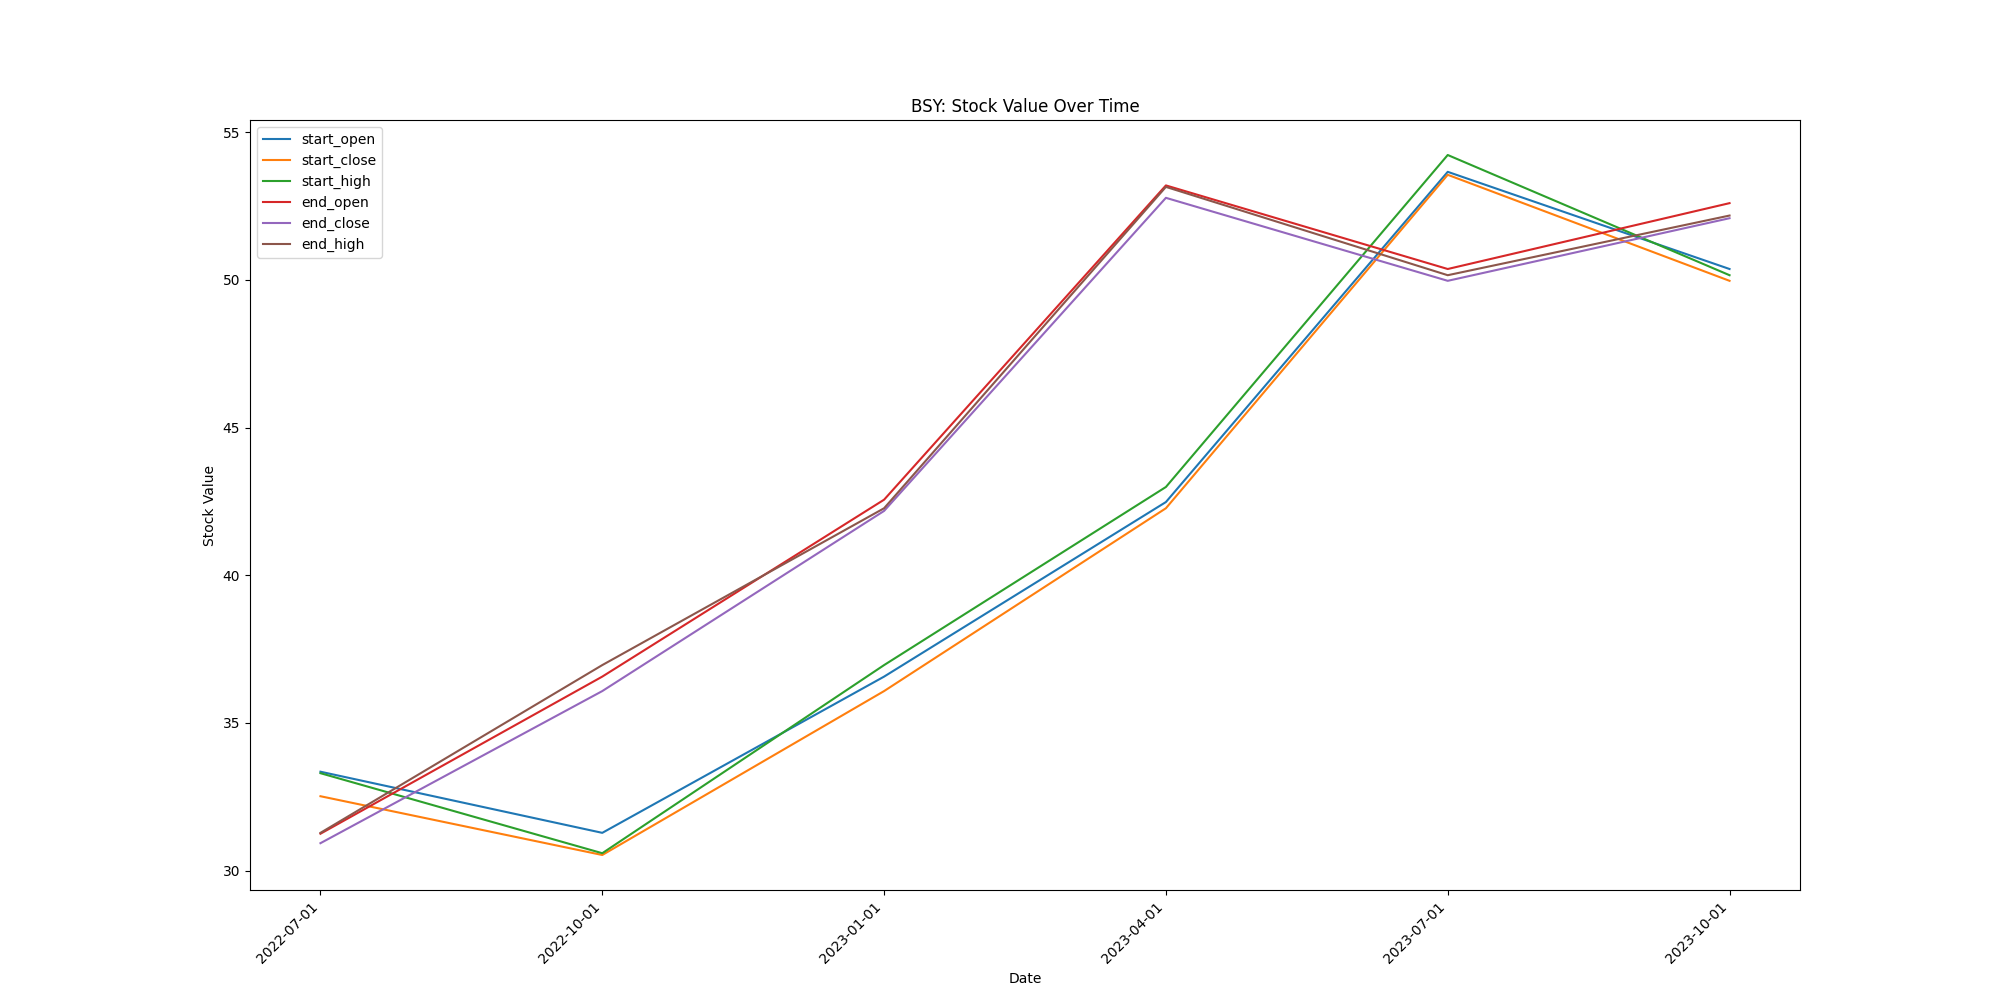 BSY: Stock Value Over Time
start_open
start_close
start_high
end_open
end_close
end_high
55
50
45
40
35
30
Stock Value
2022-07-01
2022-10-01
2023-01-01
2023-04-01
2023-07-01
2023-10-01
Date